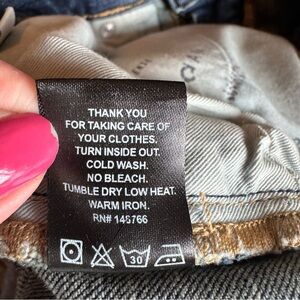 THANK YOU
FOR TAKING CARE OF
YOUR CLOTHES.
TURN INSIDE OUT.
COLD WASH.
NO BLEACH.
TUMBLE DRY LOW HEAT.
WARM IRON.
RN# 146766
30